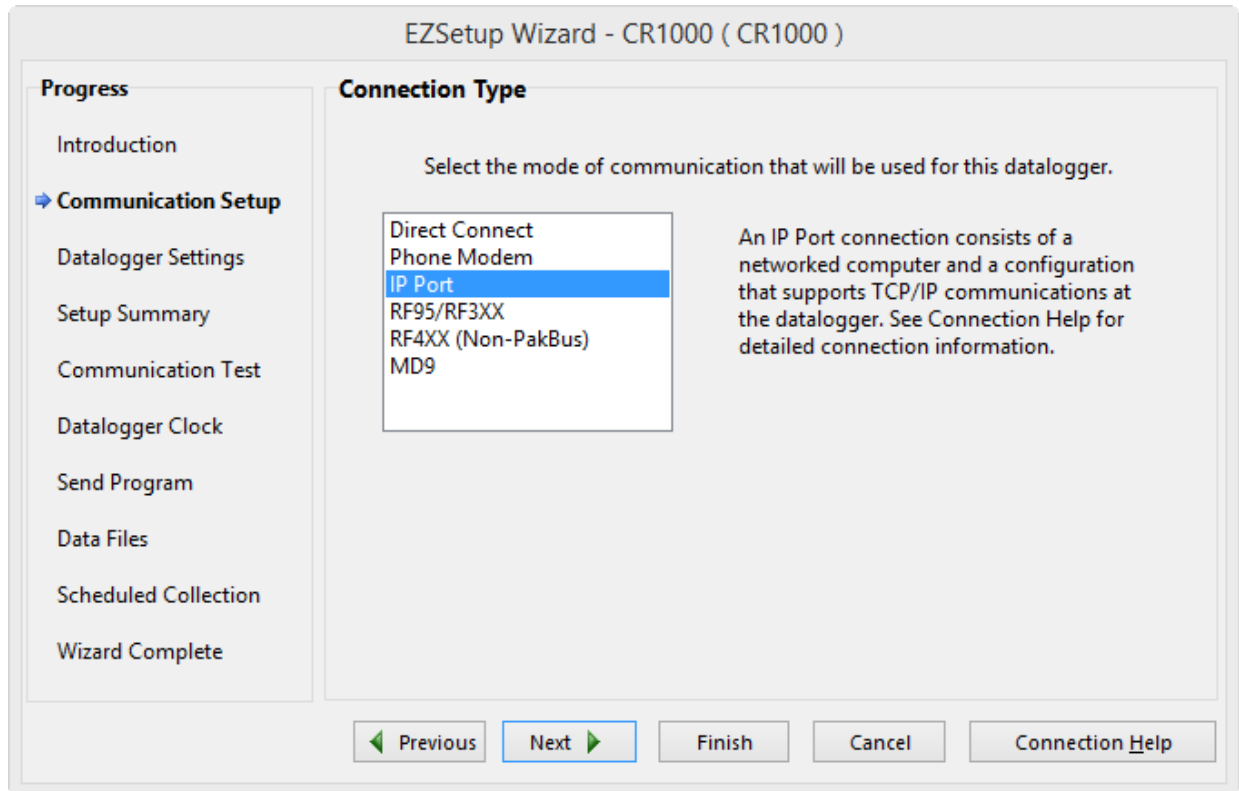 EZSetup Wizard - CR1000 ( CR1000 )
Progress
Introduction
Communication Setup
Datalogger Settings
Setup Summary
Communication Test
Datalogger Clock
Send Program
Data Files
Scheduled Collection
Wizard Complete
Connection Type
Select the mode of communication that will be used for this datalogger.
Direct Connect
Phone Modem
IP Port
RF95/RF3XX
RF4XX (Non-PakBus)
MD9
An IP Port connection consists of a
networked computer and a configuration
that supports TCP/IP communications at
the datalogger. See Connection Help for
detailed connection information.
Previous
Next
Finish
Cancel
Connection Help